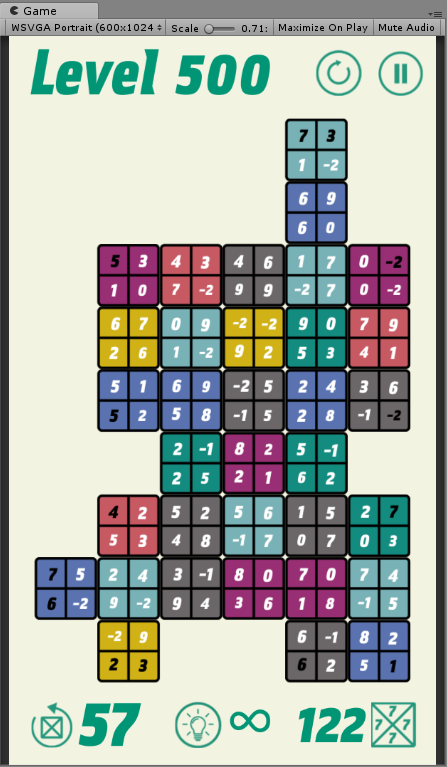 Game
WSVGA Portrait (600x1024 Scale 0.71: Maximize On Play Mute Audio
Level 500
7 3
1 -2
6 9
6 0
5 3 4 3 4 6 1 7 0 -2
1 0 7 -2 9 9 -2 7 0 -2
6 7 0 9 -2 -2 9 0 7 9
2 6 1 -2 9 2 5 3 4 1
5 1 6 9 -2 5 2 4 3 6
5 2 5 8 -1 5 2 8 -1 -2
2 -1 8 2 5 -1
2 5 2 1 6 2
4 2 5 2 5 6 1 5 2 7
5 3 4 8 -1 7 0 7 0 3
7 5 2 4 3 -1 8 0 7 0 7 4
6 -2 9 -2 9 4 3 6 1 8 -1 5
-2 9 6 -1 8 2
2 3 6 2 5 1
57 ∞ 122 7 7 7 7